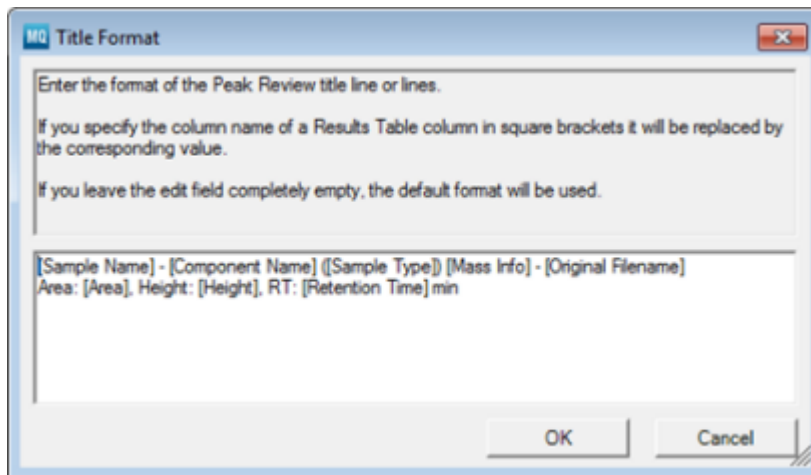 MQ Title Format
Enter the format of the Peak Review title line or lines.
If you specify the column name of a Results Table column in square brackets it will be replaced by
the corresponding value.
If you leave the edit field completely empty, the default format will be used.
[Sample Name] - [Component Name] ([Sample Type]) [Mass Info] - [Original Filename]
Area: [Area], Height: [Height], RT: [Retention Time] min
OK Cancel